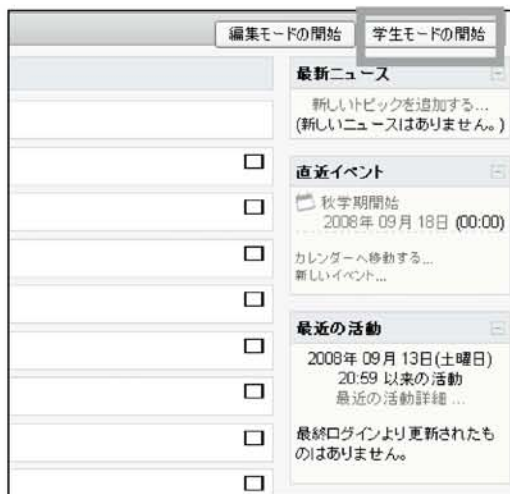 編集モードの開始 学生モードの開始
最新ニュース
新しいトピックを追加する...
(新しいニュースはありません。)
直近イベント
秋学期開始
2008年 09月 18日 (00:00)
カレンダーへ移動する...
新しいイベント...
最近の活動
2008年 09月 13日(土曜日)
20:59 以来の活動
最近の活動詳細 ...
最終ログインより更新されたも
のはありません。